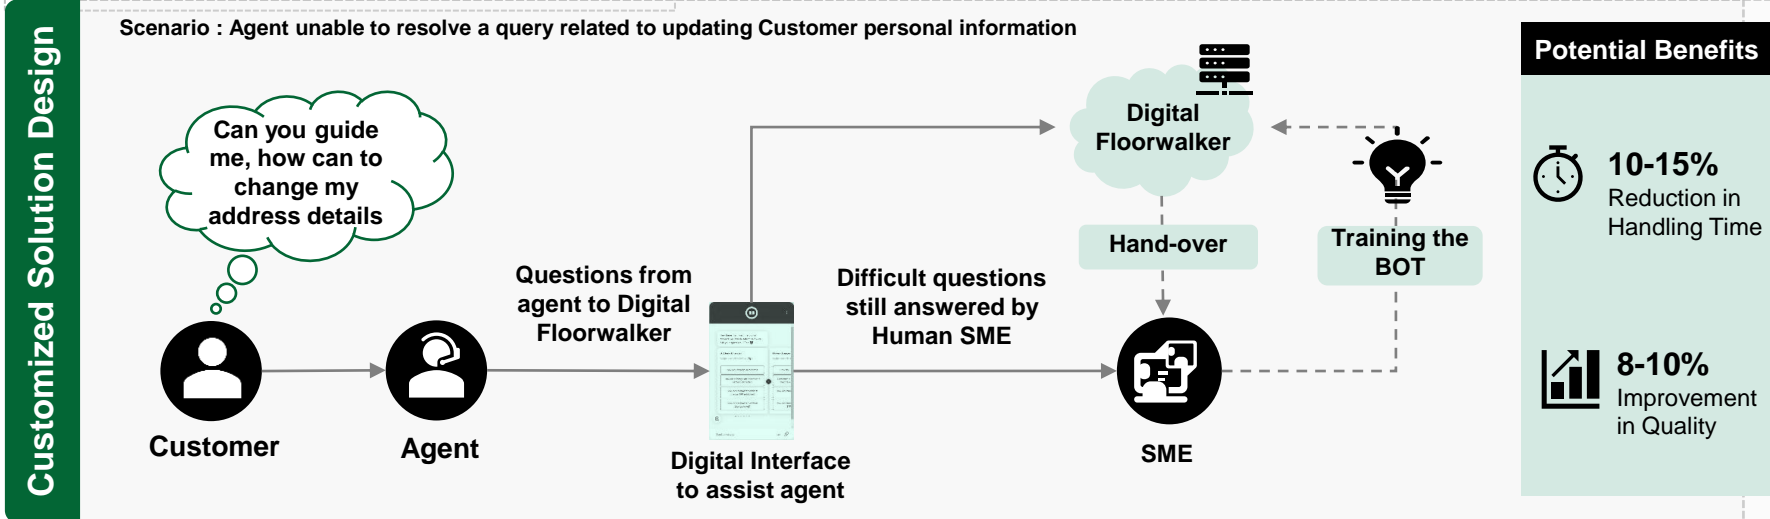 Customized Solution Design
Scenario : Agent unable to resolve a query related to updating Customer personal information
Can you guide
me, how can to
change my
address details
Customer
Agent
Questions from
agent to Digital
Floorwalker
Digital Interface
to assist agent
Difficult questions
still answered by
Human SME
Digital
Floorwalker
Hand-over
SME
Training the
BOT
Potential Benefits
10-15%
Reduction in
Handling Time
8-10%
Improvement
in Quality